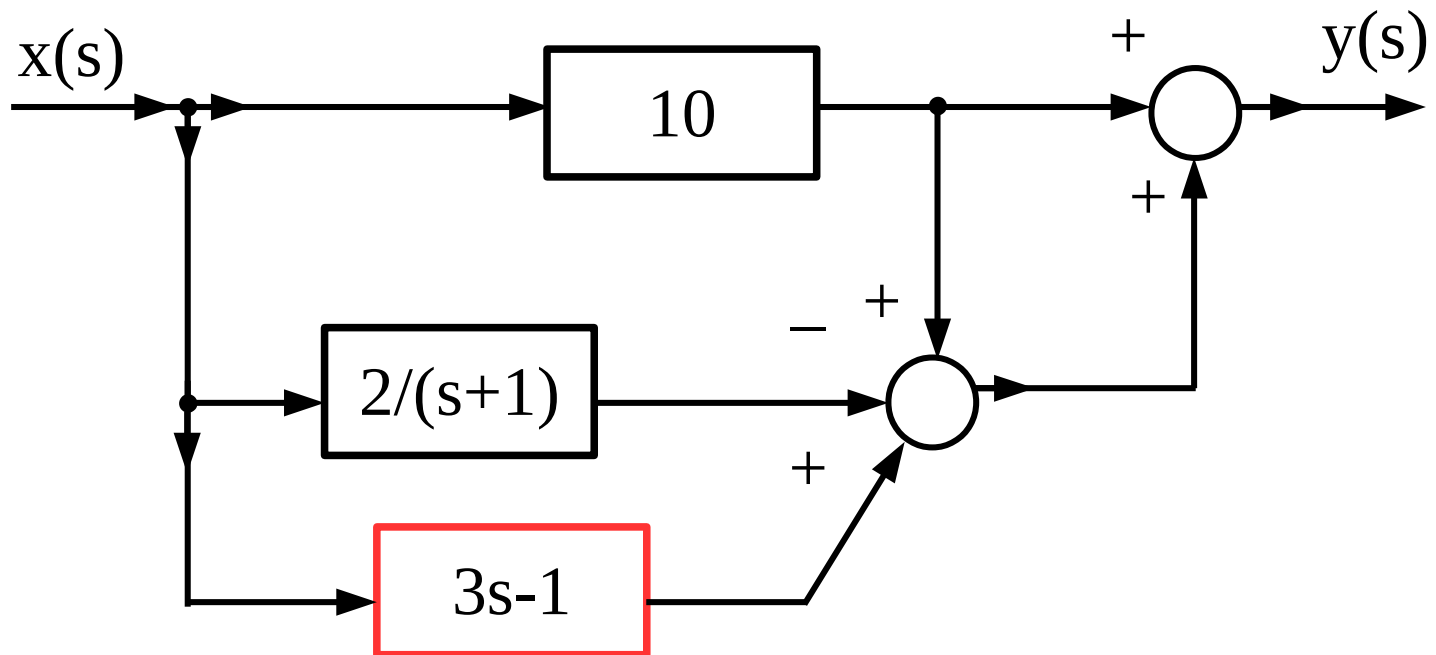 x(s)
y(s)
+
10
+
+
−
2/(s+1)
+
3s-1